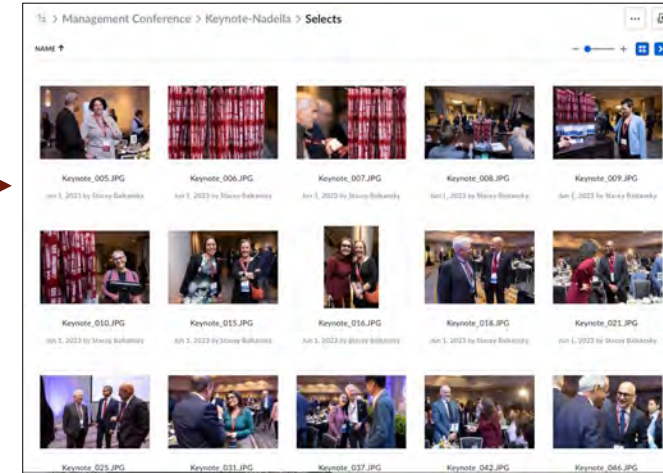 > Management Conference > Keynote-Nadella > Selects
NAME ↑
Keynote_005.JPG Keynote_006.JPG Keynote_007.JPG Keynote_008.JPG Keynote_009.JPG
Jun 1, 2023 by Stacey Balkansky Jun 1, 2023 by Stacey Balkansky Jun 1, 2023 by Stacey Balkansky Jun 1, 2023 by Stacey Balkansky Jun 1, 2023 by Stacey Balkansky
Keynote_010.JPG Keynote_015.JPG Keynote_016.JPG Keynote_018.JPG Keynote_021.JPG
Jun 1, 2023 by Stacey Balkansky Jun 1, 2023 by Stacey Balkansky Jun 1, 2023 by Stacey Balkansky Jun 1, 2023 by Stacey Balkansky Jun 1, 2023 by Stacey Balkansky
Keynote_025.JPG Keynote_031.JPG Keynote_037.JPG Keynote_042.JPG Keynote_046.JPG